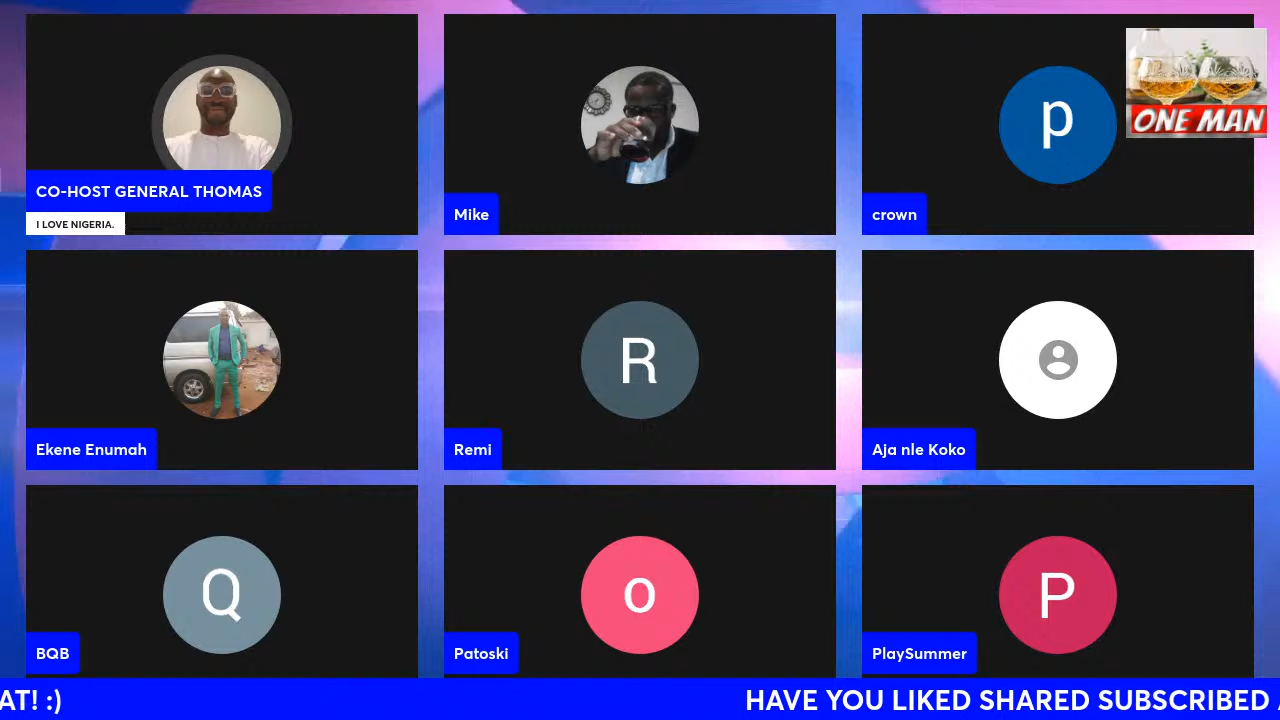 CO-HOST GENERAL THOMAS
I LOVE NIGERIA.
Mike
p
ONE MAN
crown
Ekene Enumah
R
Remi
Aja nle Koko
Q
BQB
o
Patoski
P
PlaySummer
AT! :)
HAVE YOU LIKED SHARED SUBSCRIBED